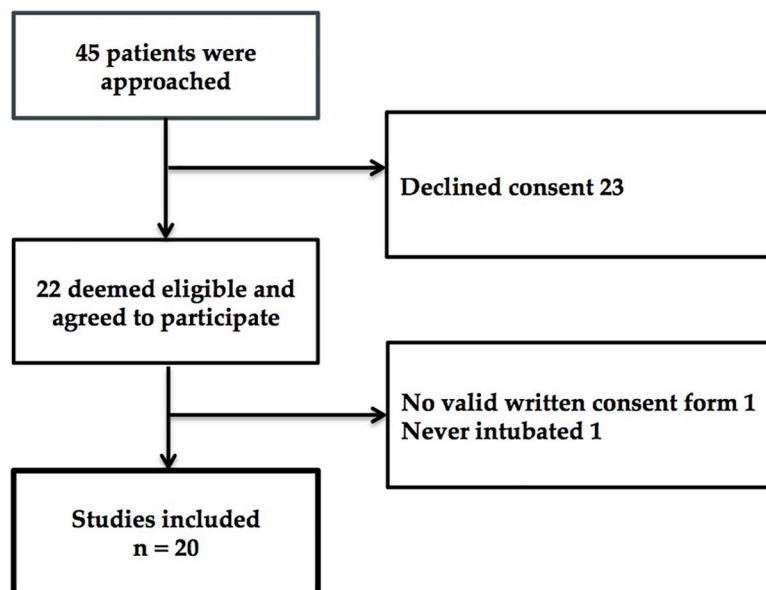 45 patients were
approached
Declined consent 23
22 deemed eligible and
agreed to participate
No valid written consent form 1
Never intubated 1
Studies included
n = 20